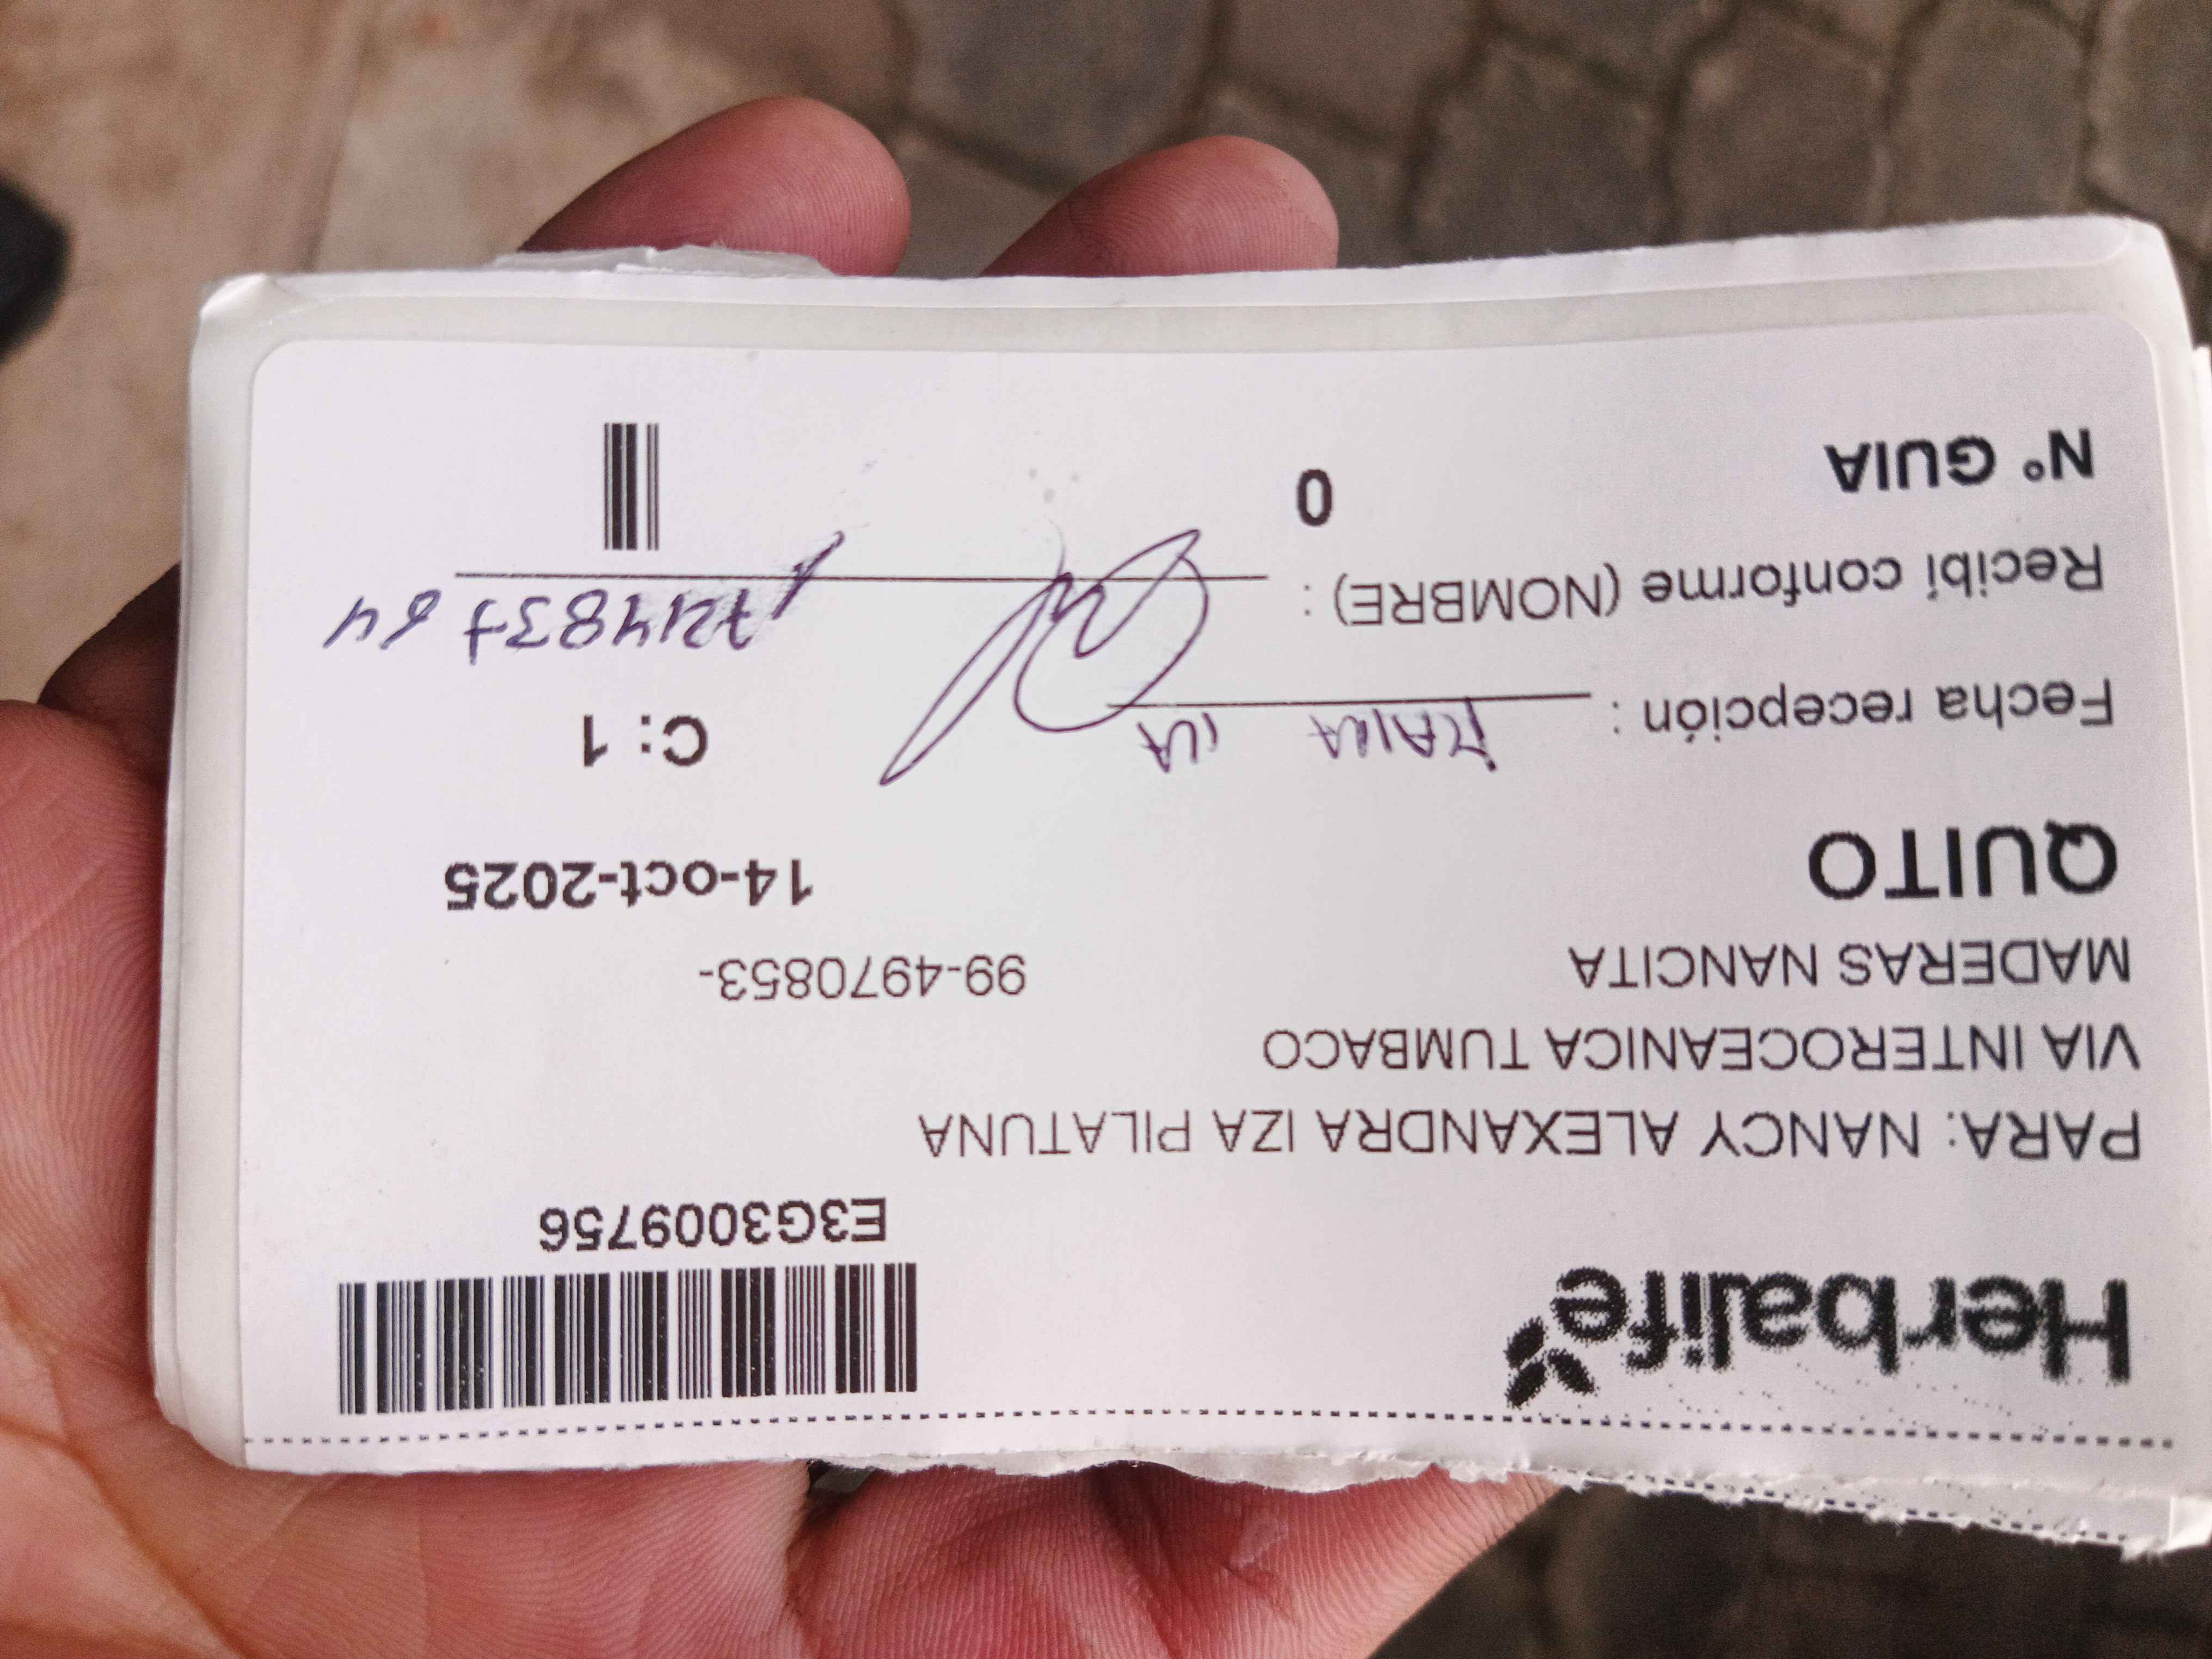 Herbalife
E3G3009756
PARA: NANCY ALEXANDRA IZA PILATUNA
VIA INTEROCEANICA TUMBACO
MADERAS NANCITA 99-4970853-
QUITO 14-oct-2025
Fecha recepción :
C: 1
Recibí conforme (NOMBRE) :
N° GUIA 0